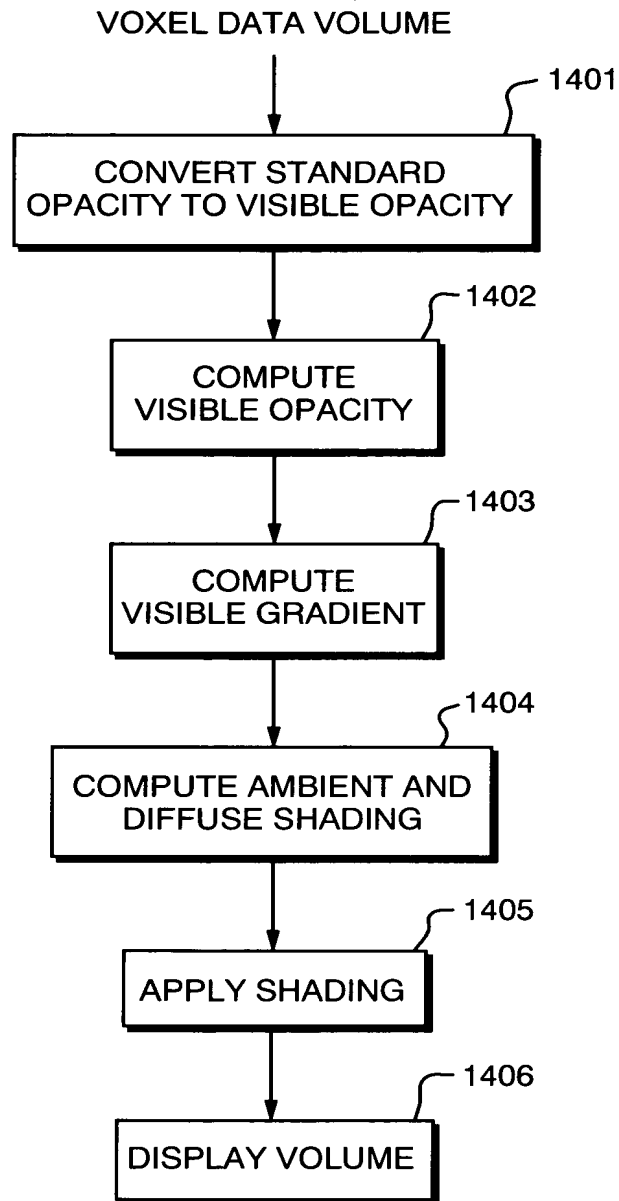 VOXEL DATA VOLUME
1401
CONVERT STANDARD
OPACITY TO VISIBLE OPACITY
1402
COMPUTE
VISIBLE OPACITY
1403
COMPUTE
VISIBLE GRADIENT
1404
COMPUTE AMBIENT AND
DIFFUSE SHADING
1405
APPLY SHADING
1406
DISPLAY VOLUME